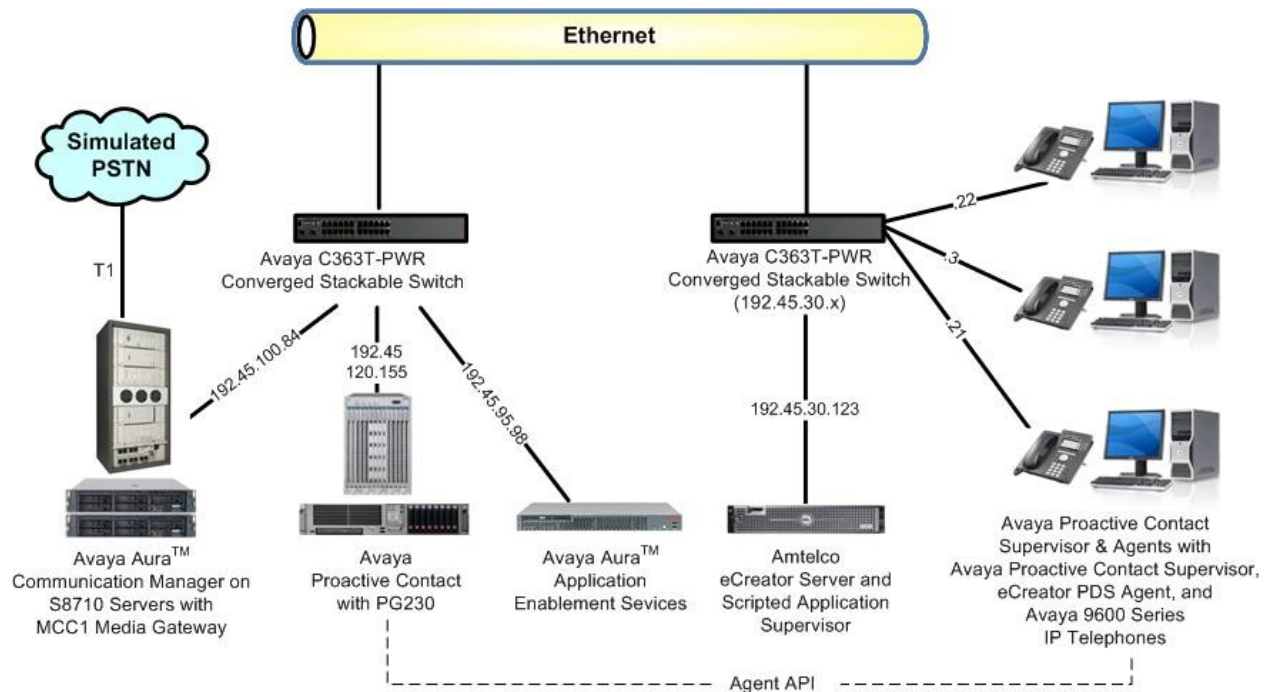 Ethernet
Simulated
PSTN
T1
Avaya C363T-PWR
Converged Stackable Switch
Avaya C363T-PWR
Converged Stackable Switch
(192.45.30.x)
.22
.3
.21
192.45.100.84
192.45
120.155
192.45.95.98
192.45.30.123
Avaya Aura™
Communication Manager on
S8710 Servers with
MCC1 Media Gateway
Avaya
Proactive Contact
with PG230
Avaya Aura™
Application
Enablement Sevices
Amtelco
eCreator Server and
Scripted Application
Supervisor
Avaya Proactive Contact
Supervisor & Agents with
Avaya Proactive Contact Supervisor,
eCreator PDS Agent, and
Avaya 9600 Series
IP Telephones
Agent API